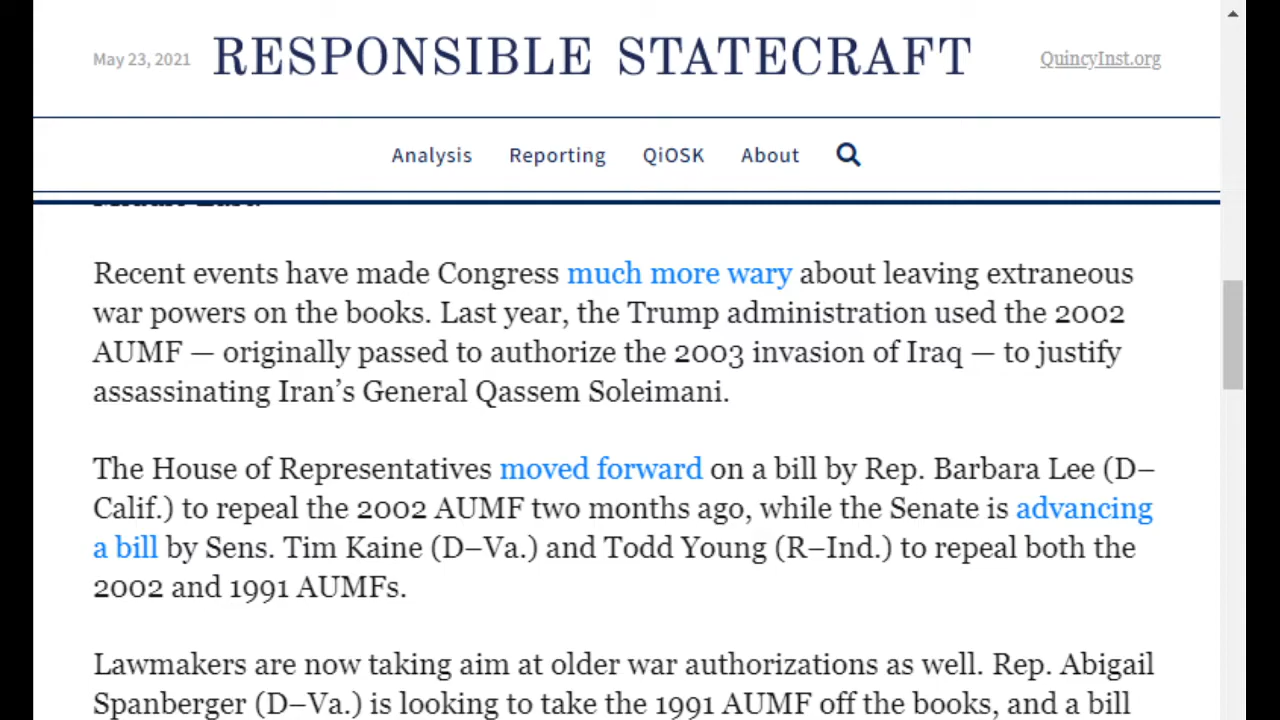 May 23, 2021 RESPONSIBLE STATECRAFT QuincyInst.org
Analysis Reporting QiOSK About
Recent events have made Congress much more wary about leaving extraneous
war powers on the books. Last year, the Trump administration used the 2002
AUMF — originally passed to authorize the 2003 invasion of Iraq — to justify
assassinating Iran’s General Qassem Soleimani.
The House of Representatives moved forward on a bill by Rep. Barbara Lee (D–
Calif.) to repeal the 2002 AUMF two months ago, while the Senate is advancing
a bill by Sens. Tim Kaine (D–Va.) and Todd Young (R–Ind.) to repeal both the
2002 and 1991 AUMFs.
Lawmakers are now taking aim at older war authorizations as well. Rep. Abigail
Spanberger (D–Va.) is looking to take the 1991 AUMF off the books, and a bill